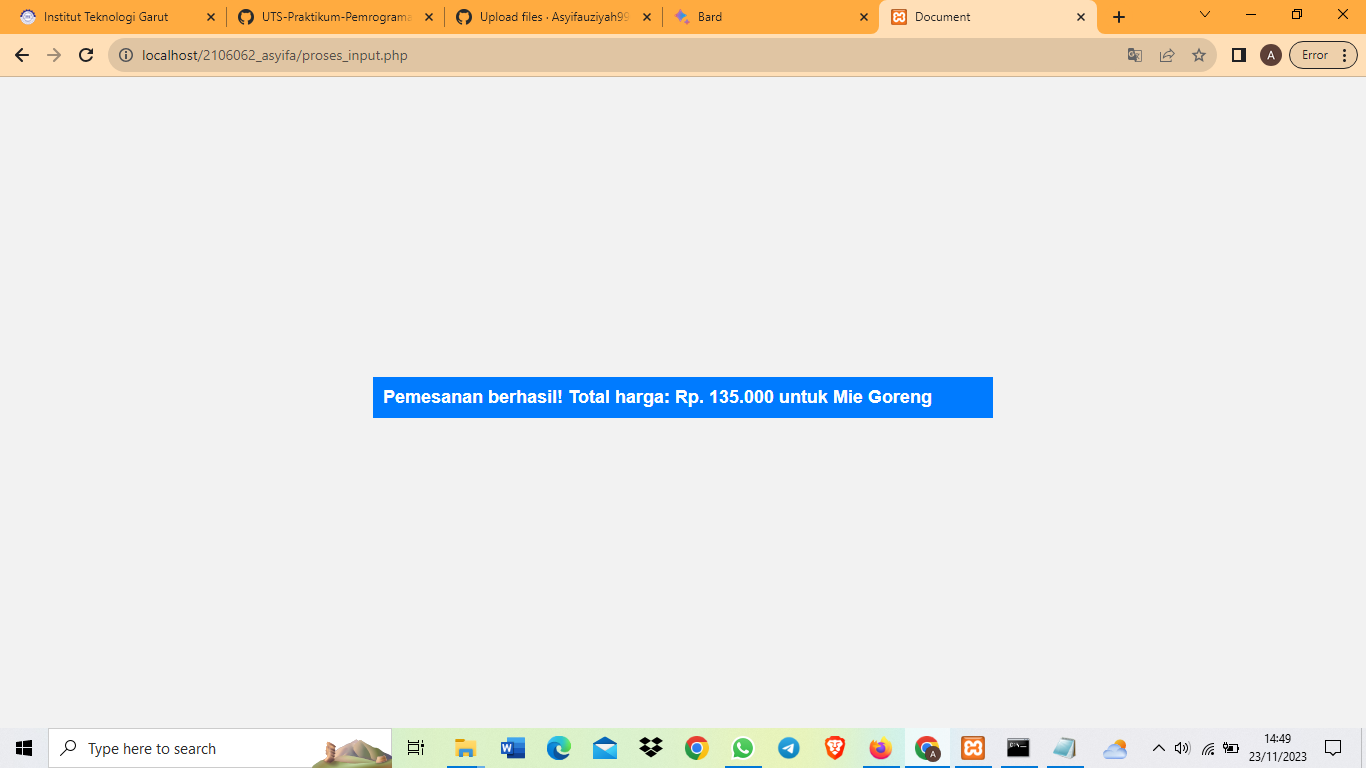 Institut Teknologi Garut
UTS-Praktikum-Pemrograma
Upload files · Asyifauziyah99
Bard
Document
localhost/2106062_asyifa/proses_input.php
A
Error
Pemesanan berhasil! Total harga: Rp. 135.000 untuk Mie Goreng
Type here to search
14:49
23/11/2023